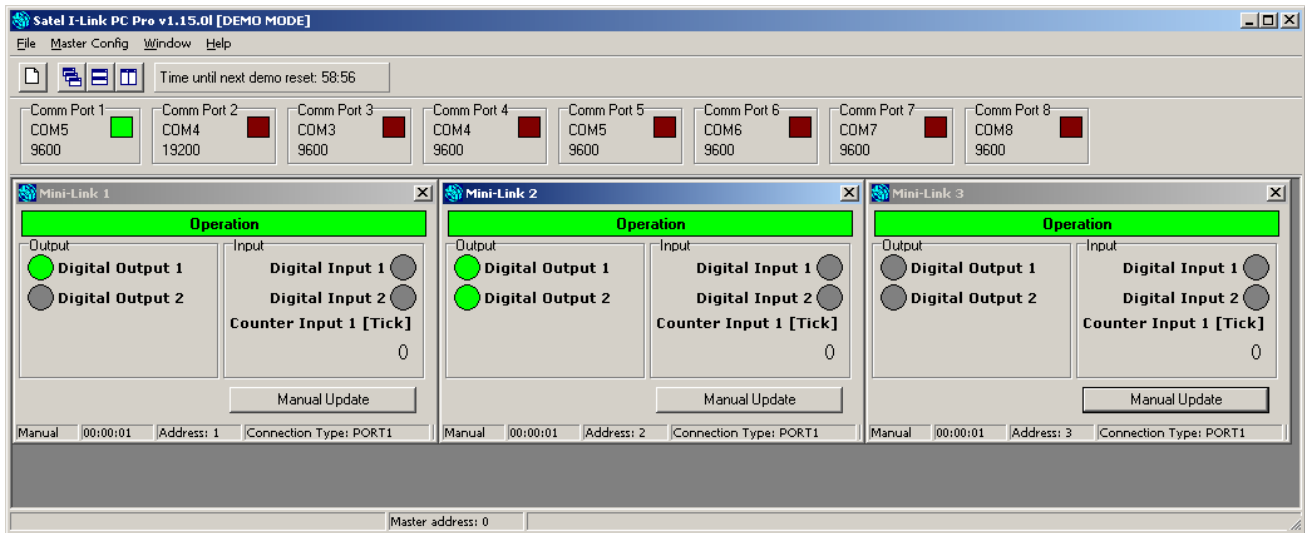 Satel I-Link PC Pro v1.15.0l [DEMO MODE]
File Master Config Window Help
Time until next demo reset: 58:56
Comm Port 1 Comm Port 2 Comm Port 3 Comm Port 4 Comm Port 5 Comm Port 6 Comm Port 7 Comm Port 8
COM5 COM4 COM3 COM4 COM5 COM6 COM7 COM8
9600 19200 9600 9600 9600 9600 9600 9600
Mini-Link 1
Operation
Output Input
Digital Output 1 Digital Input 1
Digital Output 2 Digital Input 2
Counter Input 1 [Tick]
0
Manual Update
Manual 00:00:01 Address: 1 Connection Type: PORT1
Mini-Link 2
Operation
Output Input
Digital Output 1 Digital Input 1
Digital Output 2 Digital Input 2
Counter Input 1 [Tick]
0
Manual Update
Manual 00:00:01 Address: 2 Connection Type: PORT1
Mini-Link 3
Operation
Output Input
Digital Output 1 Digital Input 1
Digital Output 2 Digital Input 2
Counter Input 1 [Tick]
0
Manual Update
Manual 00:00:01 Address: 3 Connection Type: PORT1
Master address: 0